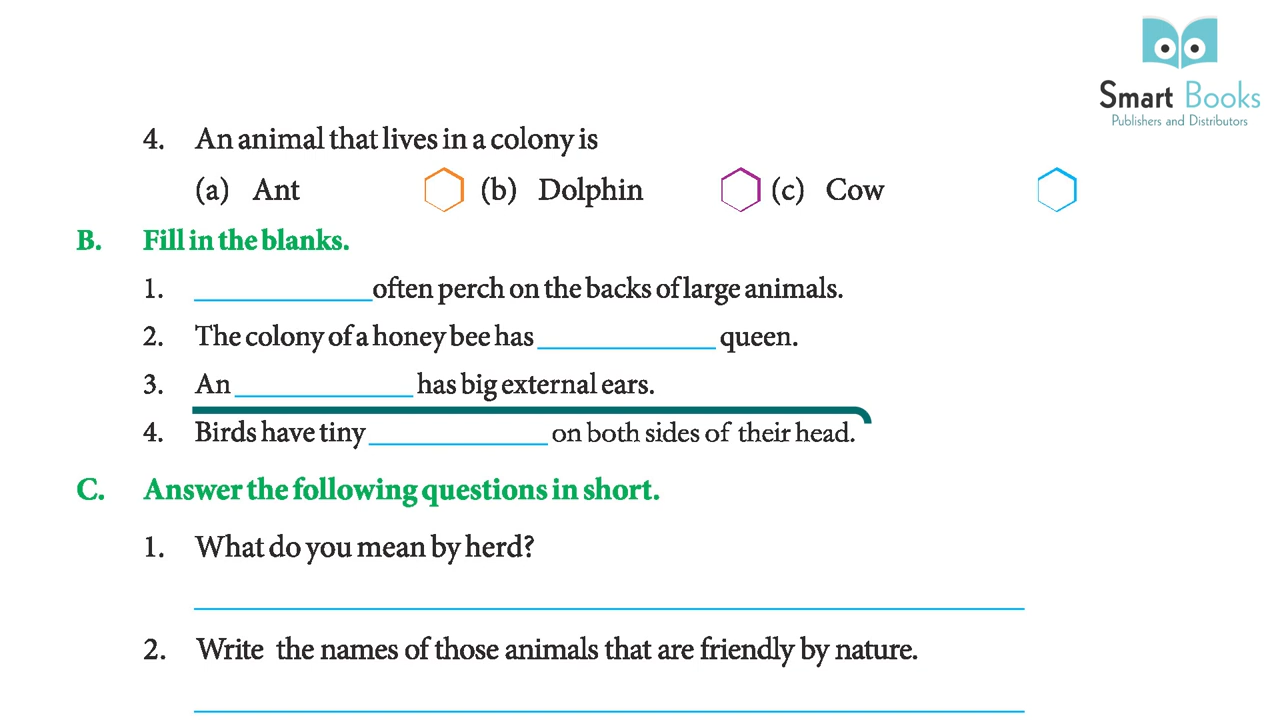 Smart Books
Publishers and Distributors
4. An animal that lives in a colony is
(a) Ant (b) Dolphin (c) Cow
B. Fill in the blanks.
1. ____________ often perch on the backs of large animals.
2. The colony of a honey bee has ____________ queen.
3. An ____________ has big external ears.
4. Birds have tiny ____________ on both sides of their head.
C. Answer the following questions in short.
1. What do you mean by herd?
2. Write the names of those animals that are friendly by nature.